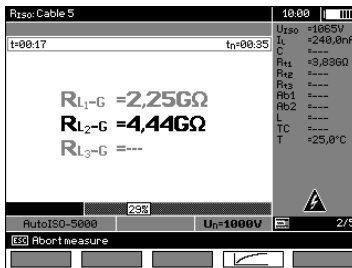 RISO: Cable 5 10:00
t=00:17 tn=00:35
RL1-G =2,25GΩ
RL2-G =4,44GΩ
RL3-G =---
29%
AutoISO-5000 Un=1000V
UISO =1065V
IL =240,0nA
C =---
Rt1 =3,83GΩ
Rt2 =---
Rt3 =---
Ab1 =---
Ab2 =---
L =---
TC =---
T =25,0°C
2/5
ESC Abort measure